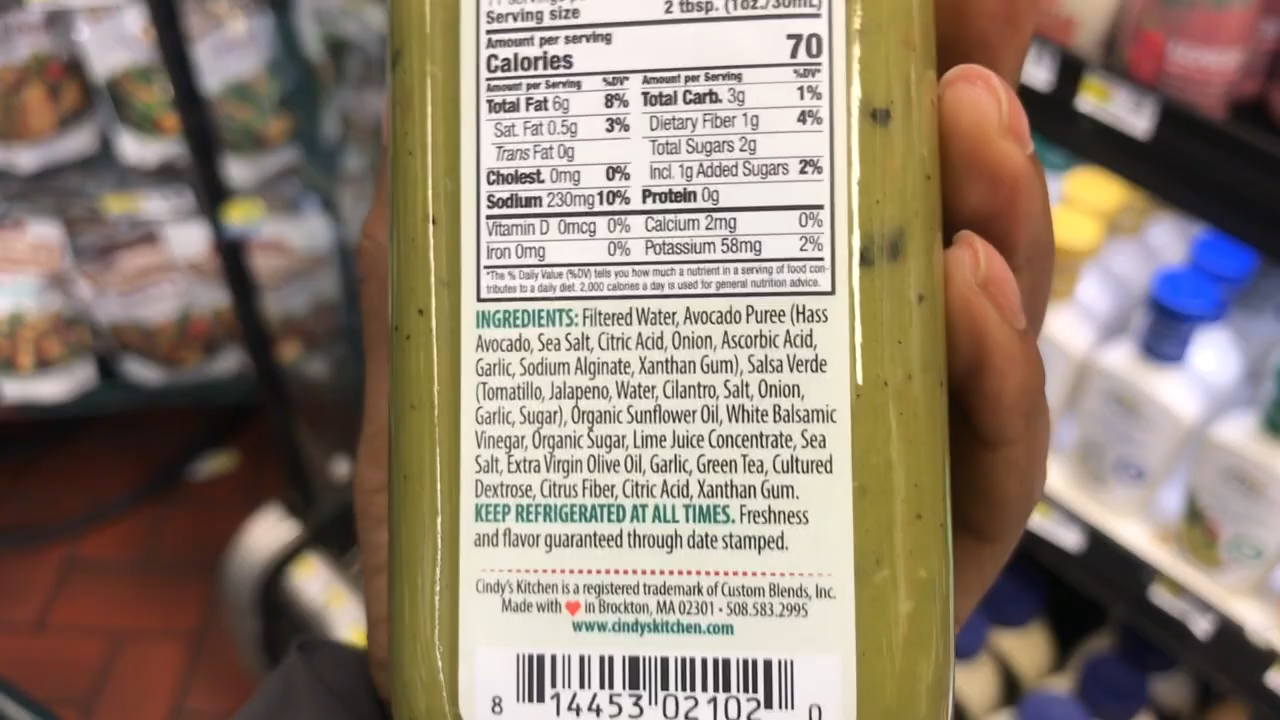 Serving size 2 tbsp. (1oz./30mL)
Amount per serving
Calories 70
Amount per Serving %DV* Amount per Serving %DV*
Total Fat 6g 8% Total Carb. 3g 1%
Sat. Fat 0.5g 3% Dietary Fiber 1g 4%
Trans Fat 0g Total Sugars 2g
Cholest. 0mg 0% Incl. 1g Added Sugars 2%
Sodium 230mg 10% Protein 0g
Vitamin D 0mcg 0% Calcium 2mg 0%
Iron 0mg 0% Potassium 58mg 2%
*The % Daily Value (%DV) tells you how much a nutrient in a serving of food con-
tributes to a daily diet. 2,000 calories a day is used for general nutrition advice.
INGREDIENTS: Filtered Water, Avocado Puree (Hass
Avocado, Sea Salt, Citric Acid, Onion, Ascorbic Acid,
Garlic, Sodium Alginate, Xanthan Gum), Salsa Verde
(Tomatillo, Jalapeno, Water, Cilantro, Salt, Onion,
Garlic, Sugar), Organic Sunflower Oil, White Balsamic
Vinegar, Organic Sugar, Lime Juice Concentrate, Sea
Salt, Extra Virgin Olive Oil, Garlic, Green Tea, Cultured
Dextrose, Citrus Fiber, Citric Acid, Xanthan Gum.
KEEP REFRIGERATED AT ALL TIMES. Freshness
and flavor guaranteed through date stamped.
Cindy's Kitchen is a registered trademark of Custom Blends, Inc.
Made with ❤ in Brockton, MA 02301 • 508.583.2995
www.cindyskitchen.com
8 14453 02102 0